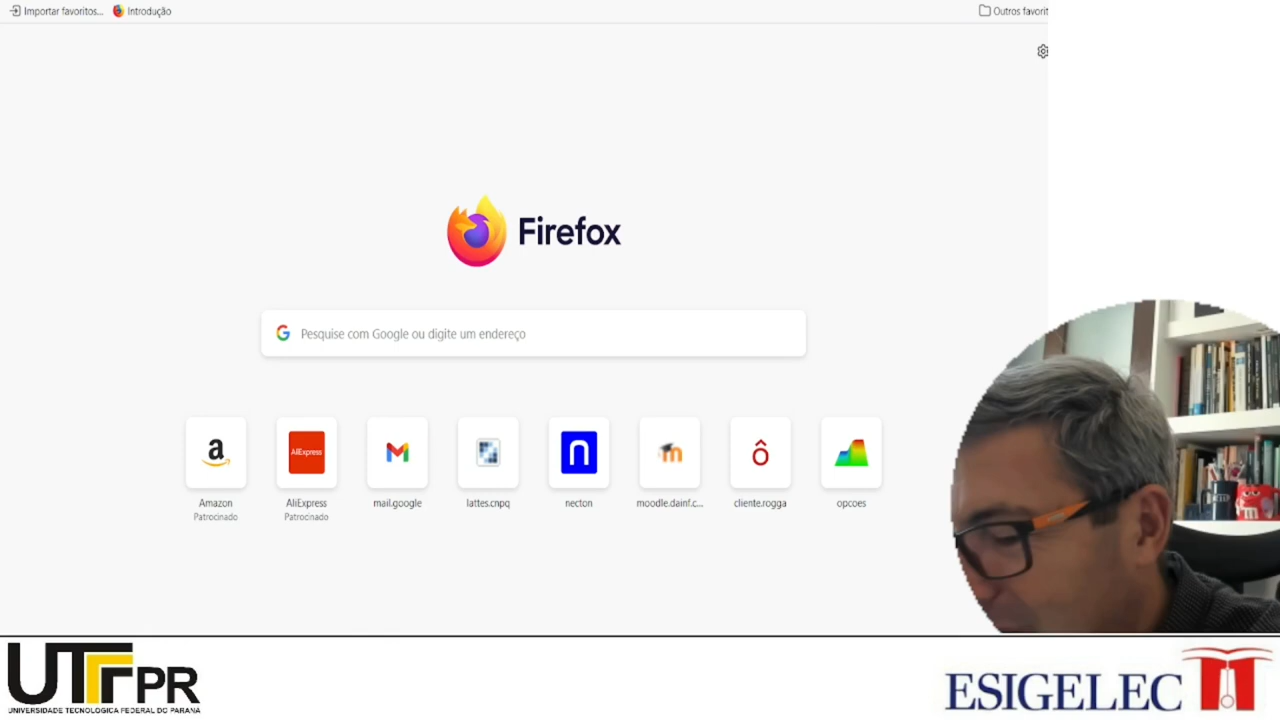 Importar favoritos... Introdução Outros favorit
Firefox
Pesquise com Google ou digite um endereço
a AliExpress n m ô
Amazon AliExpress mail.google lattes.cnpq necton moodle.dainf.c... cliente.rogga opcoes
Patrocinado Patrocinado
UTFPR
UNIVERSIDADE TECNOLÓGICA FEDERAL DO PARANÁ
ESIGELEC